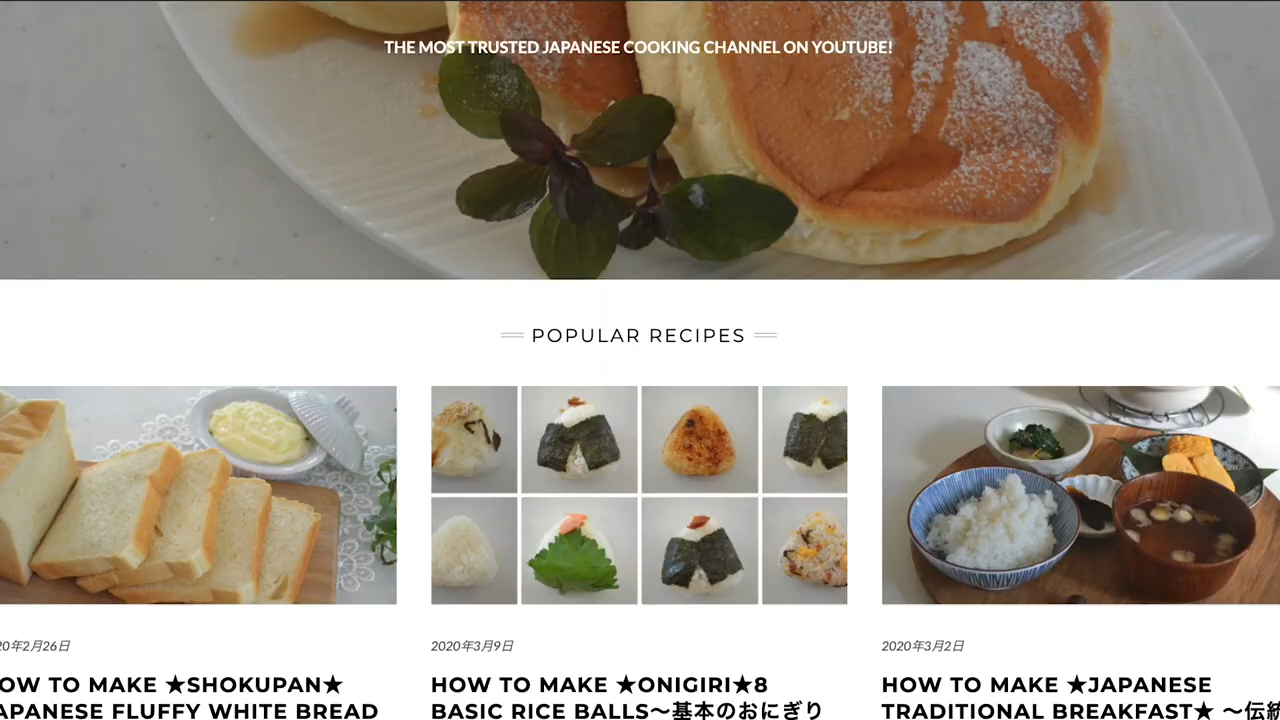 THE MOST TRUSTED JAPANESE COOKING CHANNEL ON YOUTUBE!
POPULAR RECIPES
20年2月26日
OW TO MAKE ★SHOKUPAN★
APANESE FLUFFY WHITE BREAD
2020年3月9日
HOW TO MAKE ★ONIGIRI★8
BASIC RICE BALLS〜基本のおにぎり
2020年3月2日
HOW TO MAKE ★JAPANESE
TRADITIONAL BREAKFAST★ 〜伝統